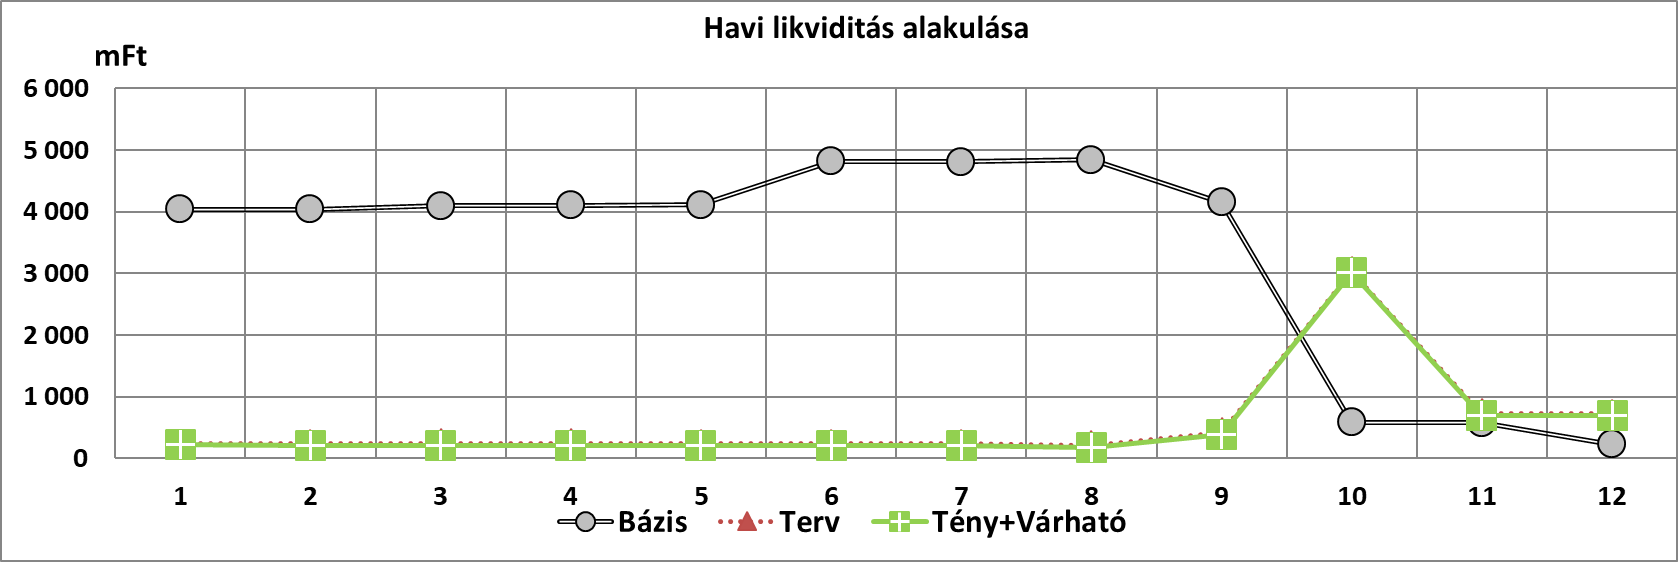 Havi likviditás alakulása
mFt
6 000
5 000
4 000
3 000
2 000
1 000
0
1 2 3 4 5 6 7 8 9 10 11 12
Bázis Terv Tény+Várható